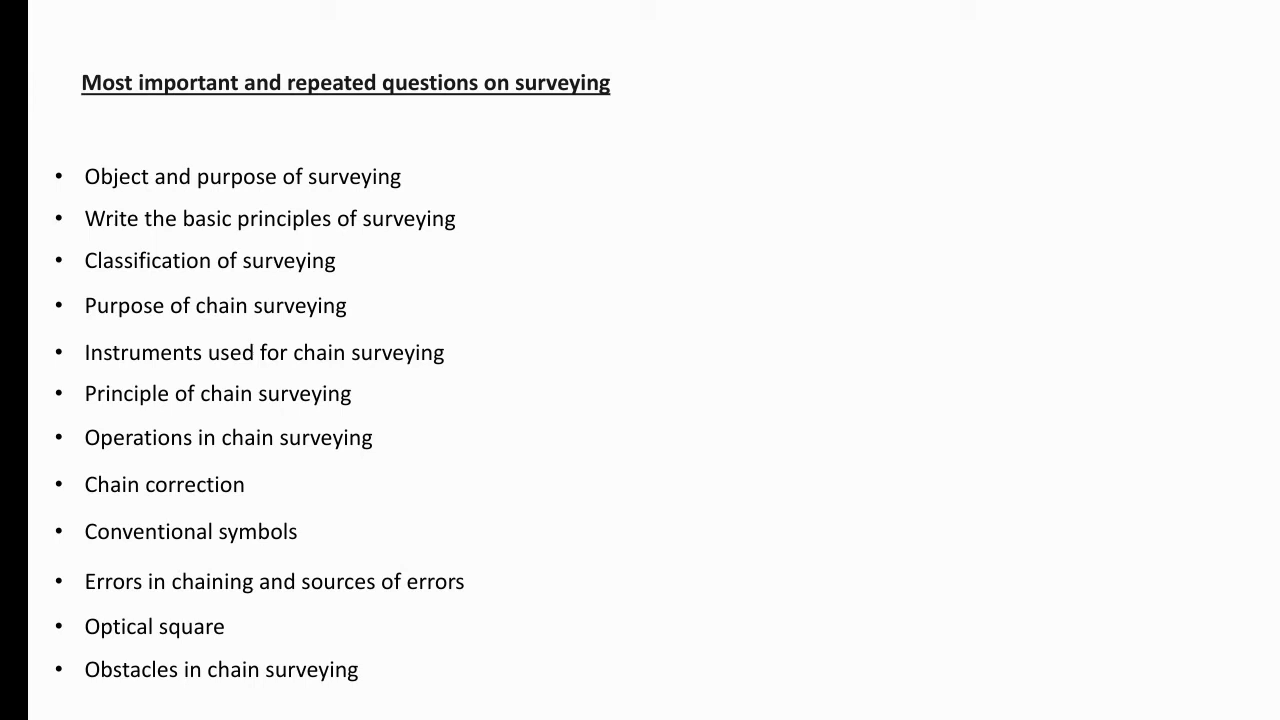 Most important and repeated questions on surveying
• Object and purpose of surveying
• Write the basic principles of surveying
• Classification of surveying
• Purpose of chain surveying
• Instruments used for chain surveying
• Principle of chain surveying
• Operations in chain surveying
• Chain correction
• Conventional symbols
• Errors in chaining and sources of errors
• Optical square
• Obstacles in chain surveying